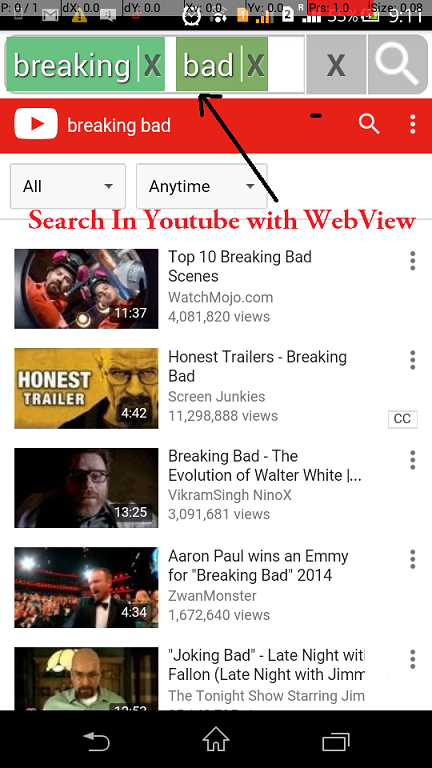 P: 0 / 1 dX: 0.0 dY: 0.0 Xv: 0.0 Yv: 0.0 Prs: 1.0 Size: 0.08
55% 9:11
breaking X bad X X
breaking bad
All Anytime
Search In Youtube with WebView
Top 10 Breaking Bad
Scenes
WatchMojo.com
4,081,820 views
11:37
Honest Trailers - Breaking
Bad
Screen Junkies
11,298,888 views
HONEST
TRAILER
4:42
CC
Breaking Bad - The
Evolution of Walter White |...
VikramSingh NinoX
3,091,681 views
13:25
Aaron Paul wins an Emmy
for "Breaking Bad" 2014
ZwanMonster
1,672,640 views
4:34
"Joking Bad" - Late Night with
Fallon (Late Night with Jimm
The Tonight Show Starring Jim